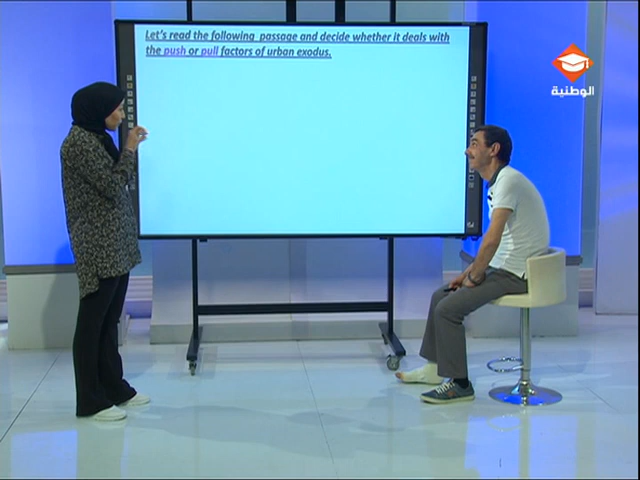 Let's read the following passage and decide whether it deals with
the push or pull factors of urban exodus.
الوطنية